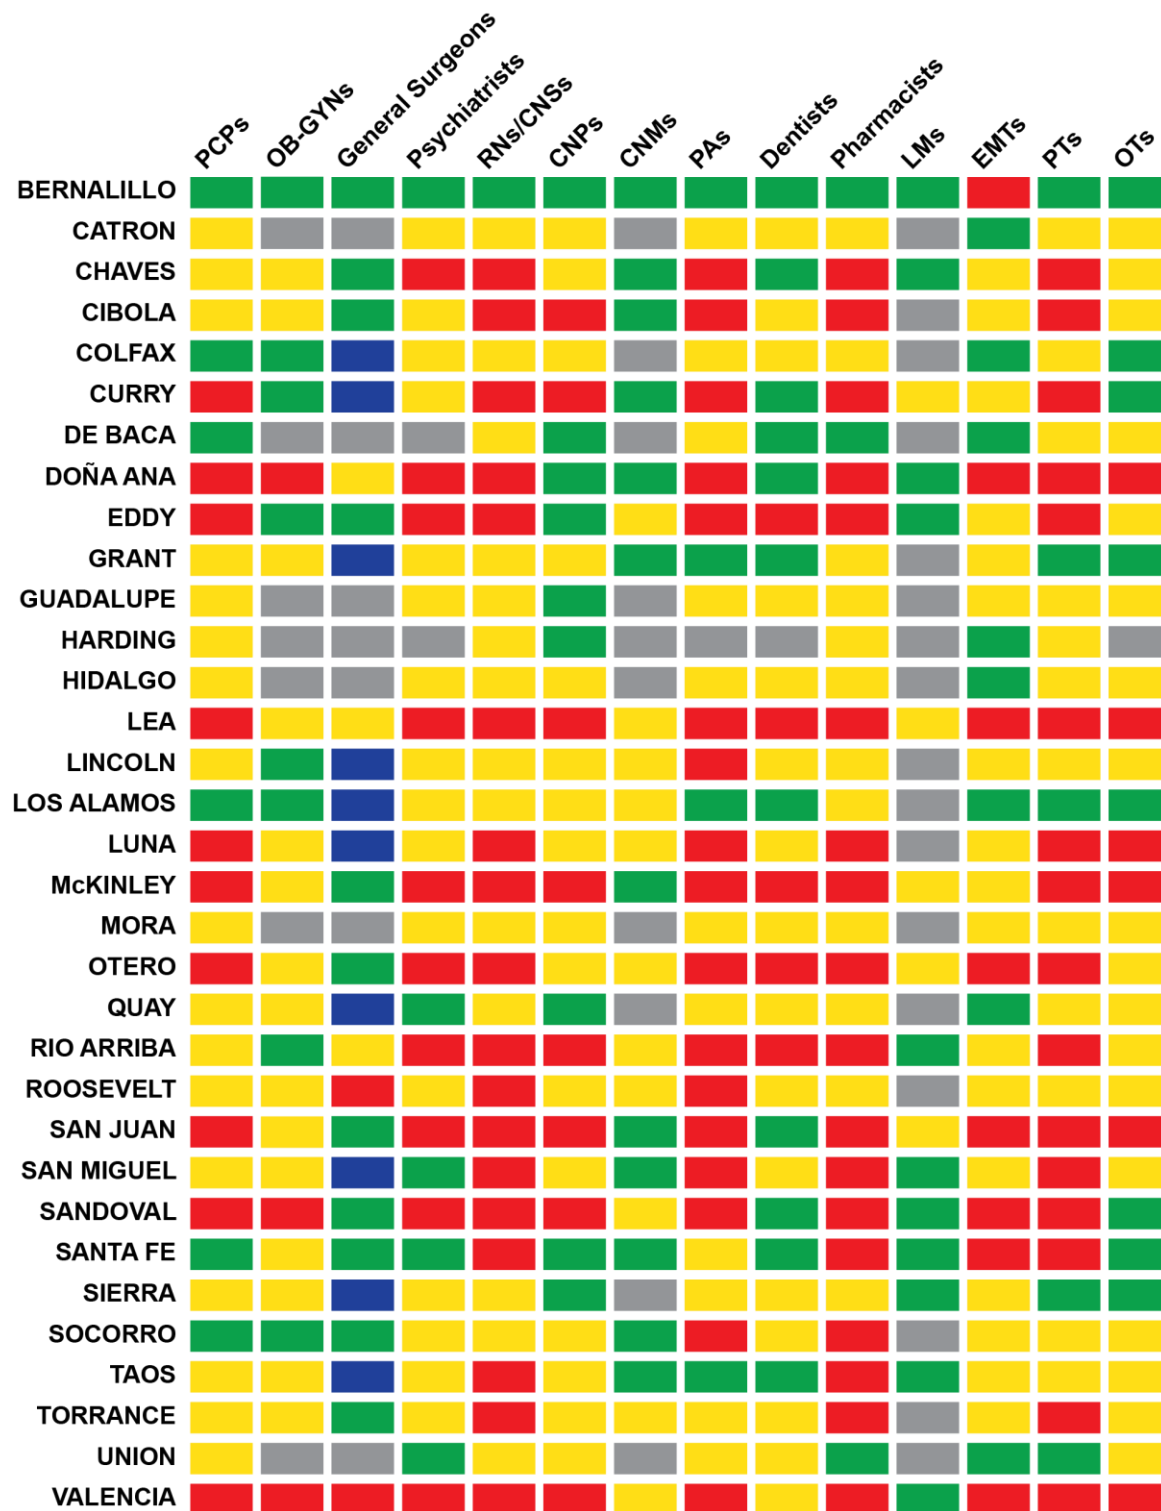 PCPs
OB-GYNs
General Surgeons
Psychiatrists
RNs/CNSs
CNPs
CNMs
PAs
Dentists
Pharmacists
LMs
EMTs
PTs
OTs
BERNALILLO
CATRON
CHAVES
CIBOLA
COLFAX
CURRY
DE BACA
DOÑA ANA
EDDY
GRANT
GUADALUPE
HARDING
HIDALGO
LEA
LINCOLN
LOS ALAMOS
LUNA
McKINLEY
MORA
OTERO
QUAY
RIO ARRIBA
ROOSEVELT
SAN JUAN
SAN MIGUEL
SANDOVAL
SANTA FE
SIERRA
SOCORRO
TAOS
TORRANCE
UNION
VALENCIA